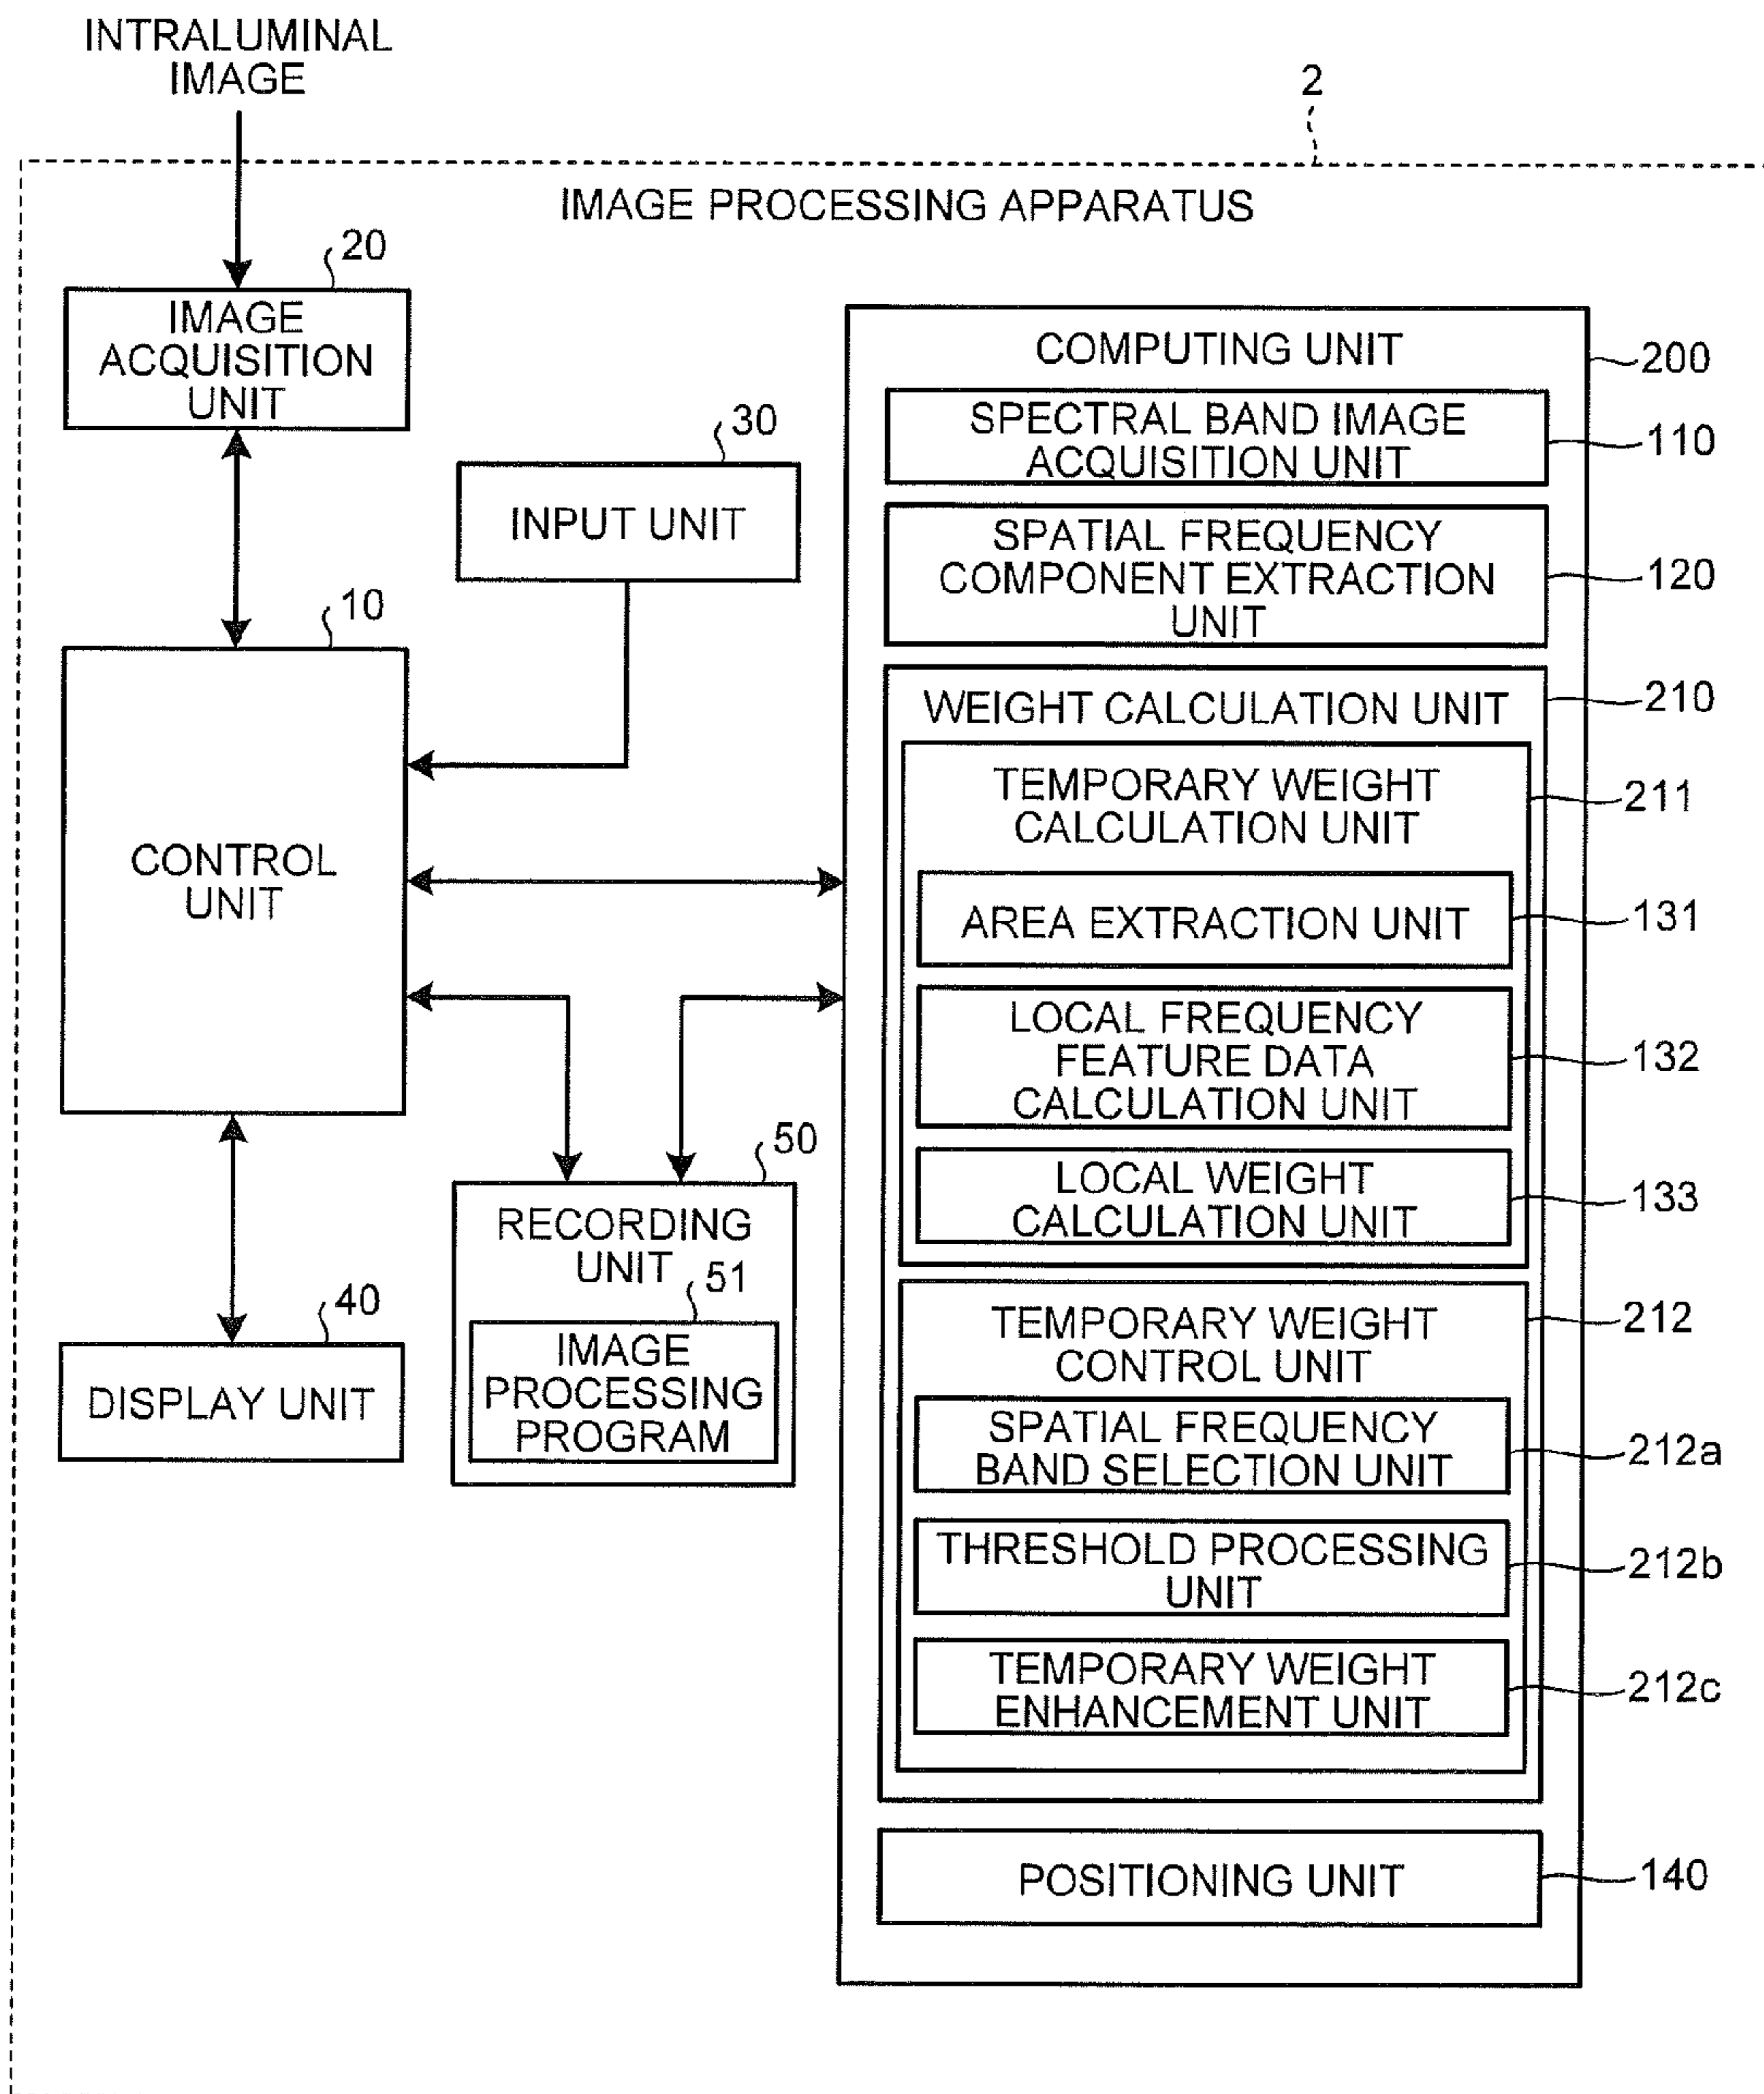 INTRALUMINAL
IMAGE
2
IMAGE PROCESSING APPARATUS
20
IMAGE
ACQUISITION
UNIT
30
INPUT UNIT
10
CONTROL
UNIT
50
RECORDING
UNIT
51
IMAGE
PROCESSING
PROGRAM
40
DISPLAY UNIT
COMPUTING UNIT
200
SPECTRAL BAND IMAGE
ACQUISITION UNIT
110
SPATIAL FREQUENCY
COMPONENT EXTRACTION
UNIT
120
WEIGHT CALCULATION UNIT
210
TEMPORARY WEIGHT
CALCULATION UNIT
211
AREA EXTRACTION UNIT
131
LOCAL FREQUENCY
FEATURE DATA
CALCULATION UNIT
132
LOCAL WEIGHT
CALCULATION UNIT
133
TEMPORARY WEIGHT
CONTROL UNIT
212
SPATIAL FREQUENCY
BAND SELECTION UNIT
212a
THRESHOLD PROCESSING
UNIT
212b
TEMPORARY WEIGHT
ENHANCEMENT UNIT
212c
POSITIONING UNIT
140